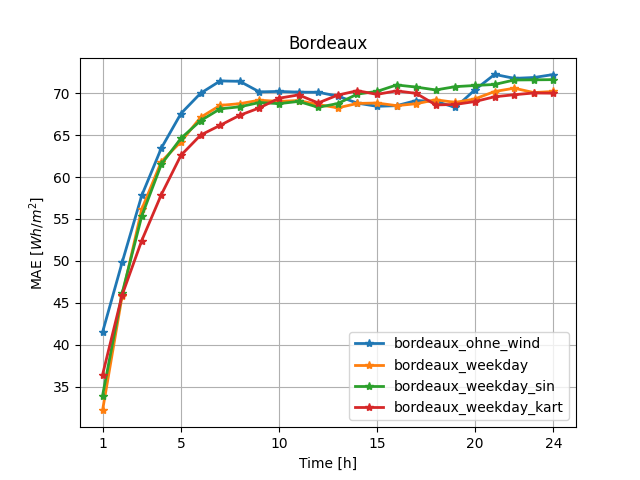 Bordeaux
MAE [Wh/m²]
70
65
60
55
50
45
40
35
1
5
10
15
20
24
Time [h]
bordeaux_ohne_wind
bordeaux_weekday
bordeaux_weekday_sin
bordeaux_weekday_kart